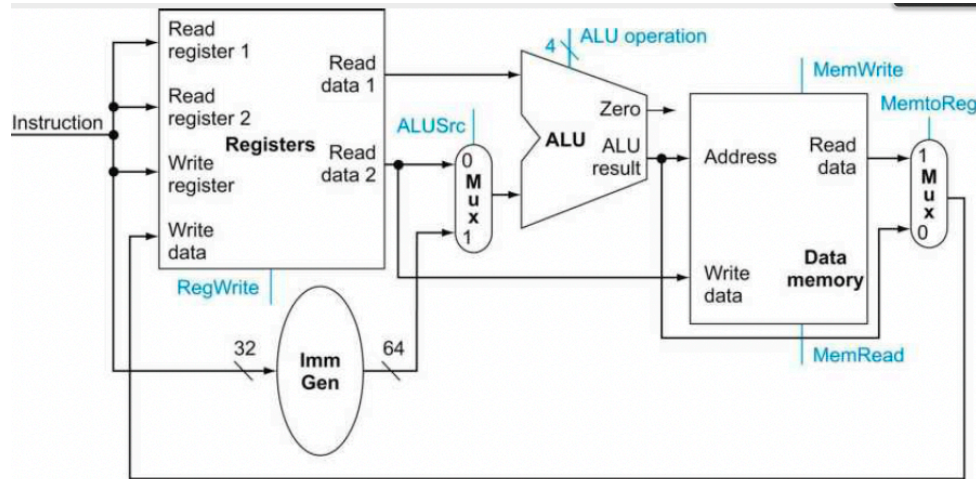 Instruction
Read
register 1
Read
register 2
Write
register
Write
data
Registers
Read
data 1
Read
data 2
RegWrite
32
Imm
Gen
64
ALUSrc
0
M
u
x
1
4
ALU operation
Zero
ALU
ALU
result
MemWrite
Address
Read
data
Write
data
Data
memory
MemRead
MemtoReg
1
M
u
x
0